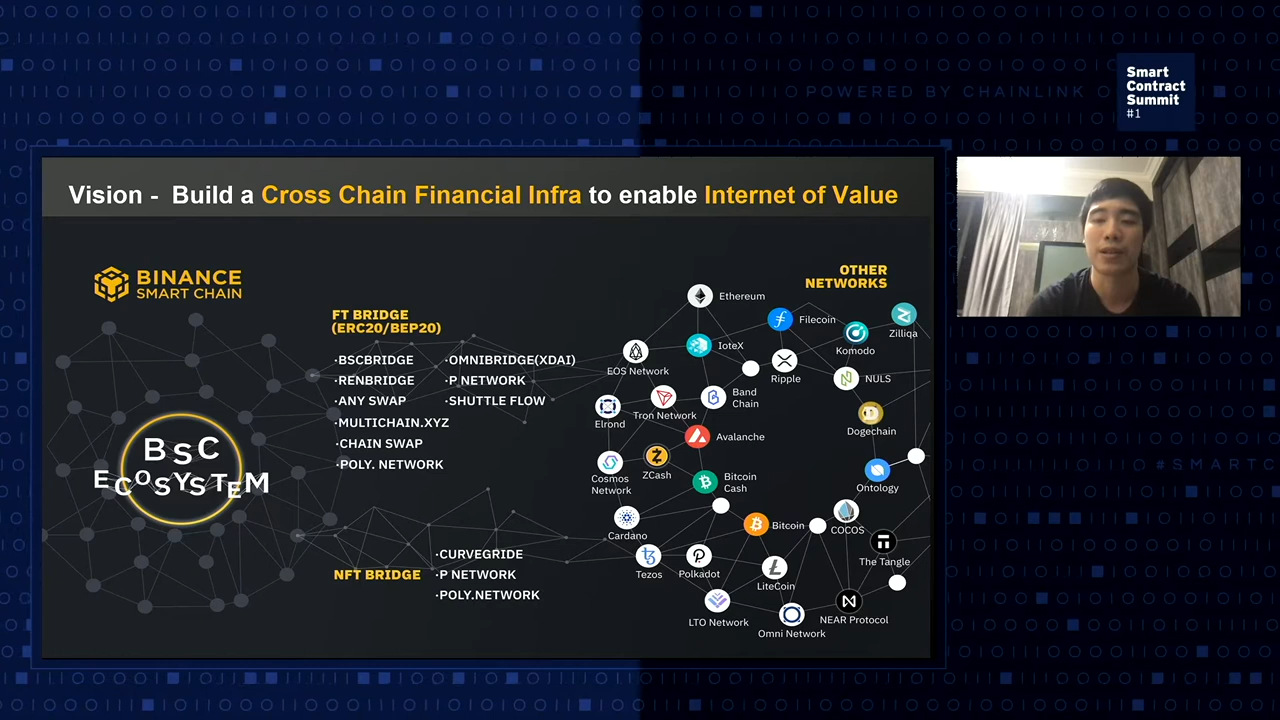 POWERED BY CHAINLINK
Smart
Contract
Summit
#1
Vision - Build a Cross Chain Financial Infra to enable Internet of Value
BINANCE
SMART CHAIN
OTHER
NETWORKS
FT BRIDGE
(ERC20/BEP20)
·BSCBRIDGE
·RENBRIDGE
·ANY SWAP
·MULTICHAIN.XYZ
·CHAIN SWAP
·POLY. NETWORK
·OMNIBRIDGE(XDAI)
·P NETWORK
·SHUTTLE FLOW
BSC
ECOSYSTEM
NFT BRIDGE
·CURVEGRIDE
·P NETWORK
·POLY.NETWORK
Ethereum
Filecoin
Zilliqa
Komodo
IoteX
EOS Network
Ripple
NULS
Band
Chain
Tron Network
Elrond
Dogechain
Avalanche
ZCash
Cosmos
Network
Bitcoin
Cash
Ontology
Cardano
Bitcoin
COCOS
The Tangle
Tezos
Polkadot
LiteCoin
LTO Network
Omni Network
NEAR Protocol
#SMARTC